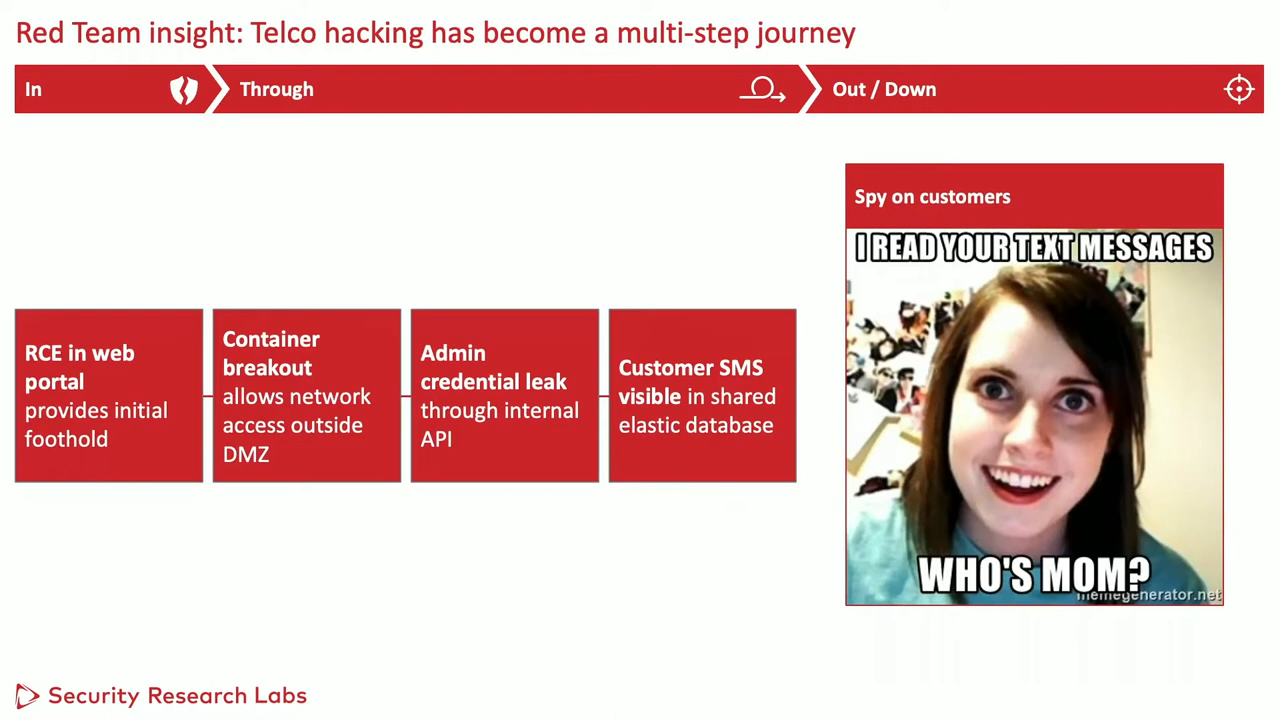 Red Team insight: Telco hacking has become a multi-step journey
In
Through
Out / Down
RCE in web
portal
provides initial
foothold
Container
breakout
allows network
access outside
DMZ
Admin
credential leak
through internal
API
Customer SMS
visible in shared
elastic database
Spy on customers
I READ YOUR TEXT MESSAGES
WHO'S MOM?
memegenerator.net
Security Research Labs